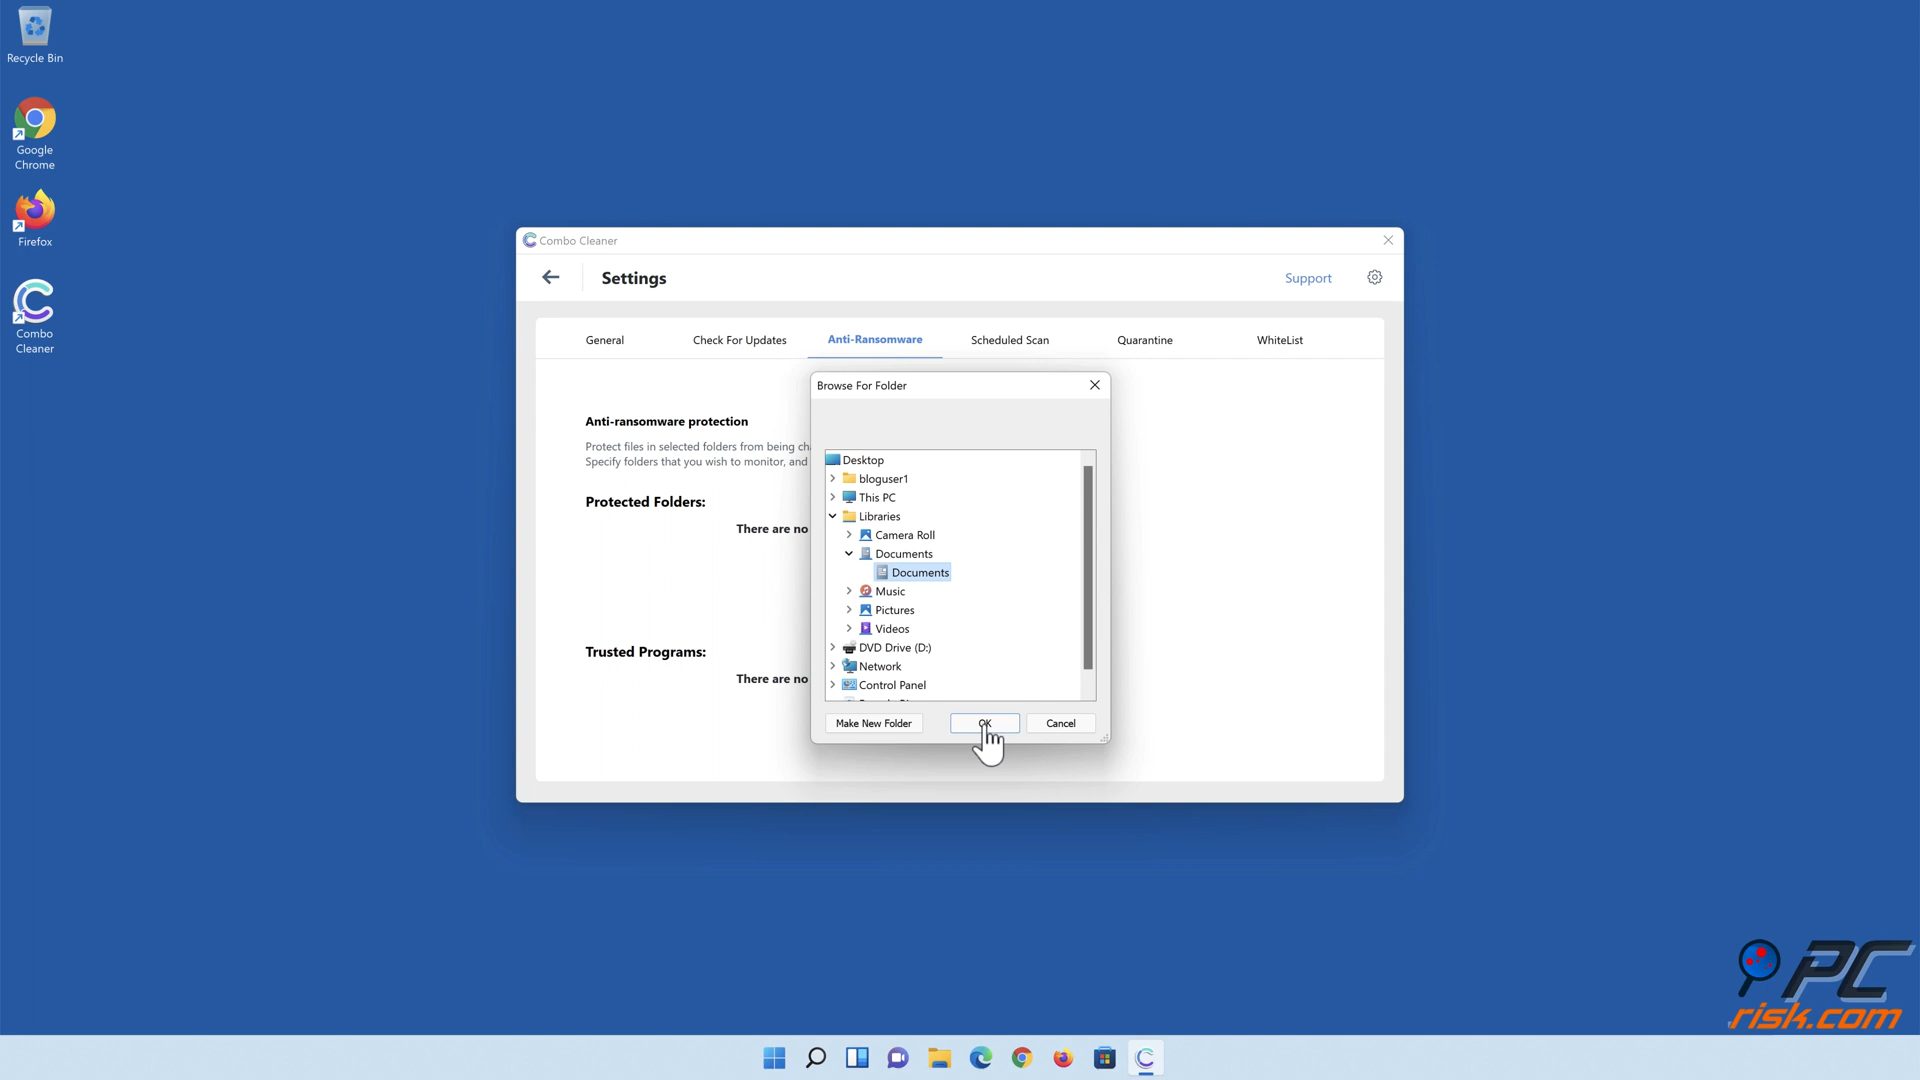 Recycle Bin
Google
Chrome
Firefox
Combo
Cleaner
Combo Cleaner
Settings
Support
General
Check For Updates
Anti-Ransomware
Scheduled Scan
Quarantine
WhiteList
Anti-ransomware protection
Protect files in selected folders from being
Specify folders that you wish to monitor, and
Protected Folders:
There are no
Trusted Programs:
There are no
Browse For Folder
Desktop
bloguser1
This PC
Libraries
Camera Roll
Documents
Documents
Music
Pictures
Videos
DVD Drive (D:)
Network
Control Panel
Make New Folder
OK
Cancel
PC
risk.com